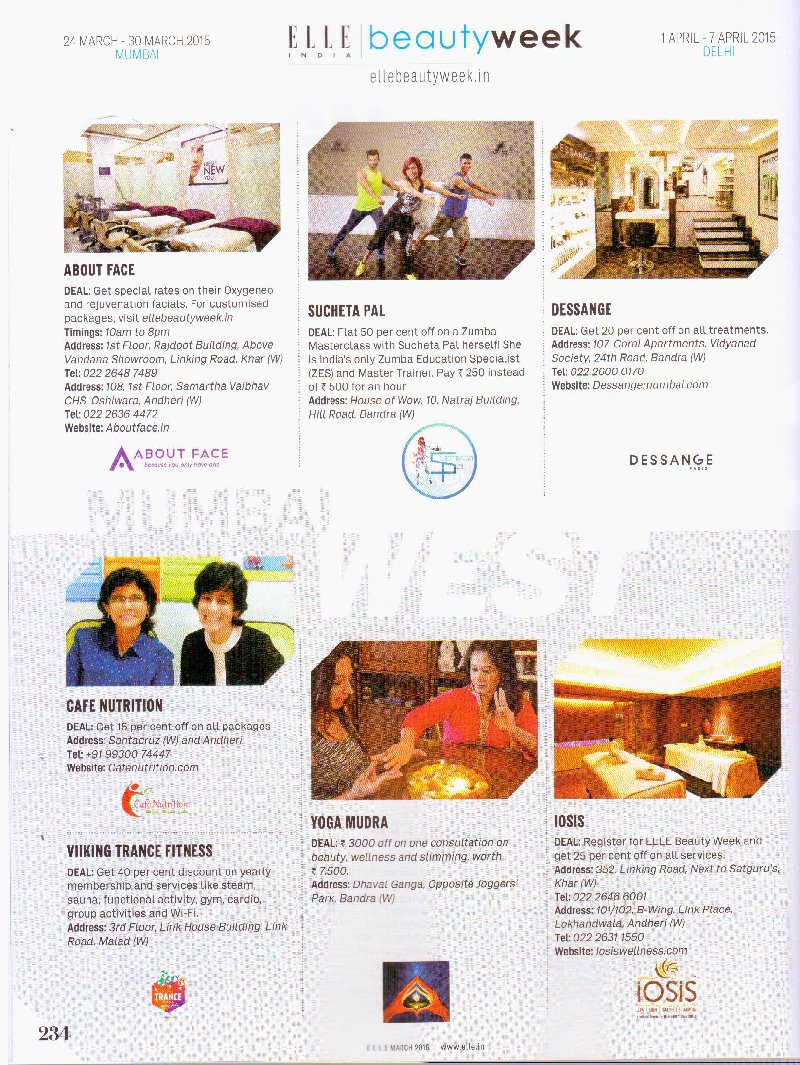 24 MARCH - 30 MARCH 2015
MUMBAI
ELLE
INDIA
beautyweek
ellebeautyweek.in
1 APRIL - 7 APRIL 2015
DELHI
NEW
YOU
ABOUT FACE
DEAL: Get special rates on their Oxygeneo
and rejuvenation facials. For customised
packages, visit ellebeautyweek.in
Timings: 10am to 8pm
Address: 1st Floor, Rajdoot Building, Above
Vandana Showroom, Linking Road, Khar (W)
Tel: 022 2648 7489
Address: 108, 1st Floor, Samartha Vaibhav
CHS, Oshiwara, Andheri (W)
Tel: 022 2636 4472
Website: Aboutface.in
ABOUT FACE
because you only have one
SUCHETA PAL
DEAL: Flat 50 per cent off on a Zumba
Masterclass with Sucheta Pal herself! She
is India's only Zumba Education Specialist
(ZES) and Master Trainer. Pay ₹ 250 instead
of ₹ 500 for an hour
Address: House of Wow, 10, Natraj Building,
Hill Road, Bandra (W)
DESSANGE
DEAL: Get 20 per cent off on all treatments.
Address: 107, Coral Apartments, Vidyanad
Society, 24th Road, Bandra (W)
Tel: 022 2600 0170
Website: Dessangemumbai.com
DESSANGE
PARIS
MUMBAI
WEST
CAFE NUTRITION
DEAL: Get 15 per cent off on all packages
Address: Santacruz (W) and Andheri
Tel: +91 99300 74447
Website: Cafenutrition.com
Cafe Nutrition
VIIKING TRANCE FITNESS
DEAL: Get 40 per cent discount on yearly
membership and services like steam,
sauna, functional activity, gym, cardio,
group activities and Wi-Fi.
Address: 3rd Floor, Link House Building, Link
Road, Malad (W)
TRANCE
YOGA MUDRA
DEAL: ₹ 3000 off on one consultation on
beauty, wellness and slimming, worth
₹ 7,500.
Address: Dhaval Ganga, Opposite Joggers'
Park, Bandra (W)
IOSIS
DEAL: Register for ELLE Beauty Week and
get 25 per cent off on all services.
Address: 352, Linking Road, Next to Satguru's,
Khar (W)
Tel: 022 2646 6001
Address: 101/102, B-Wing, Link Place,
Lokhandwala, Andheri (W)
Tel: 022 2631 1550
Website: Iosiswellness.com
IOSIS
234
ELLE MARCH 2015 www.elle.in